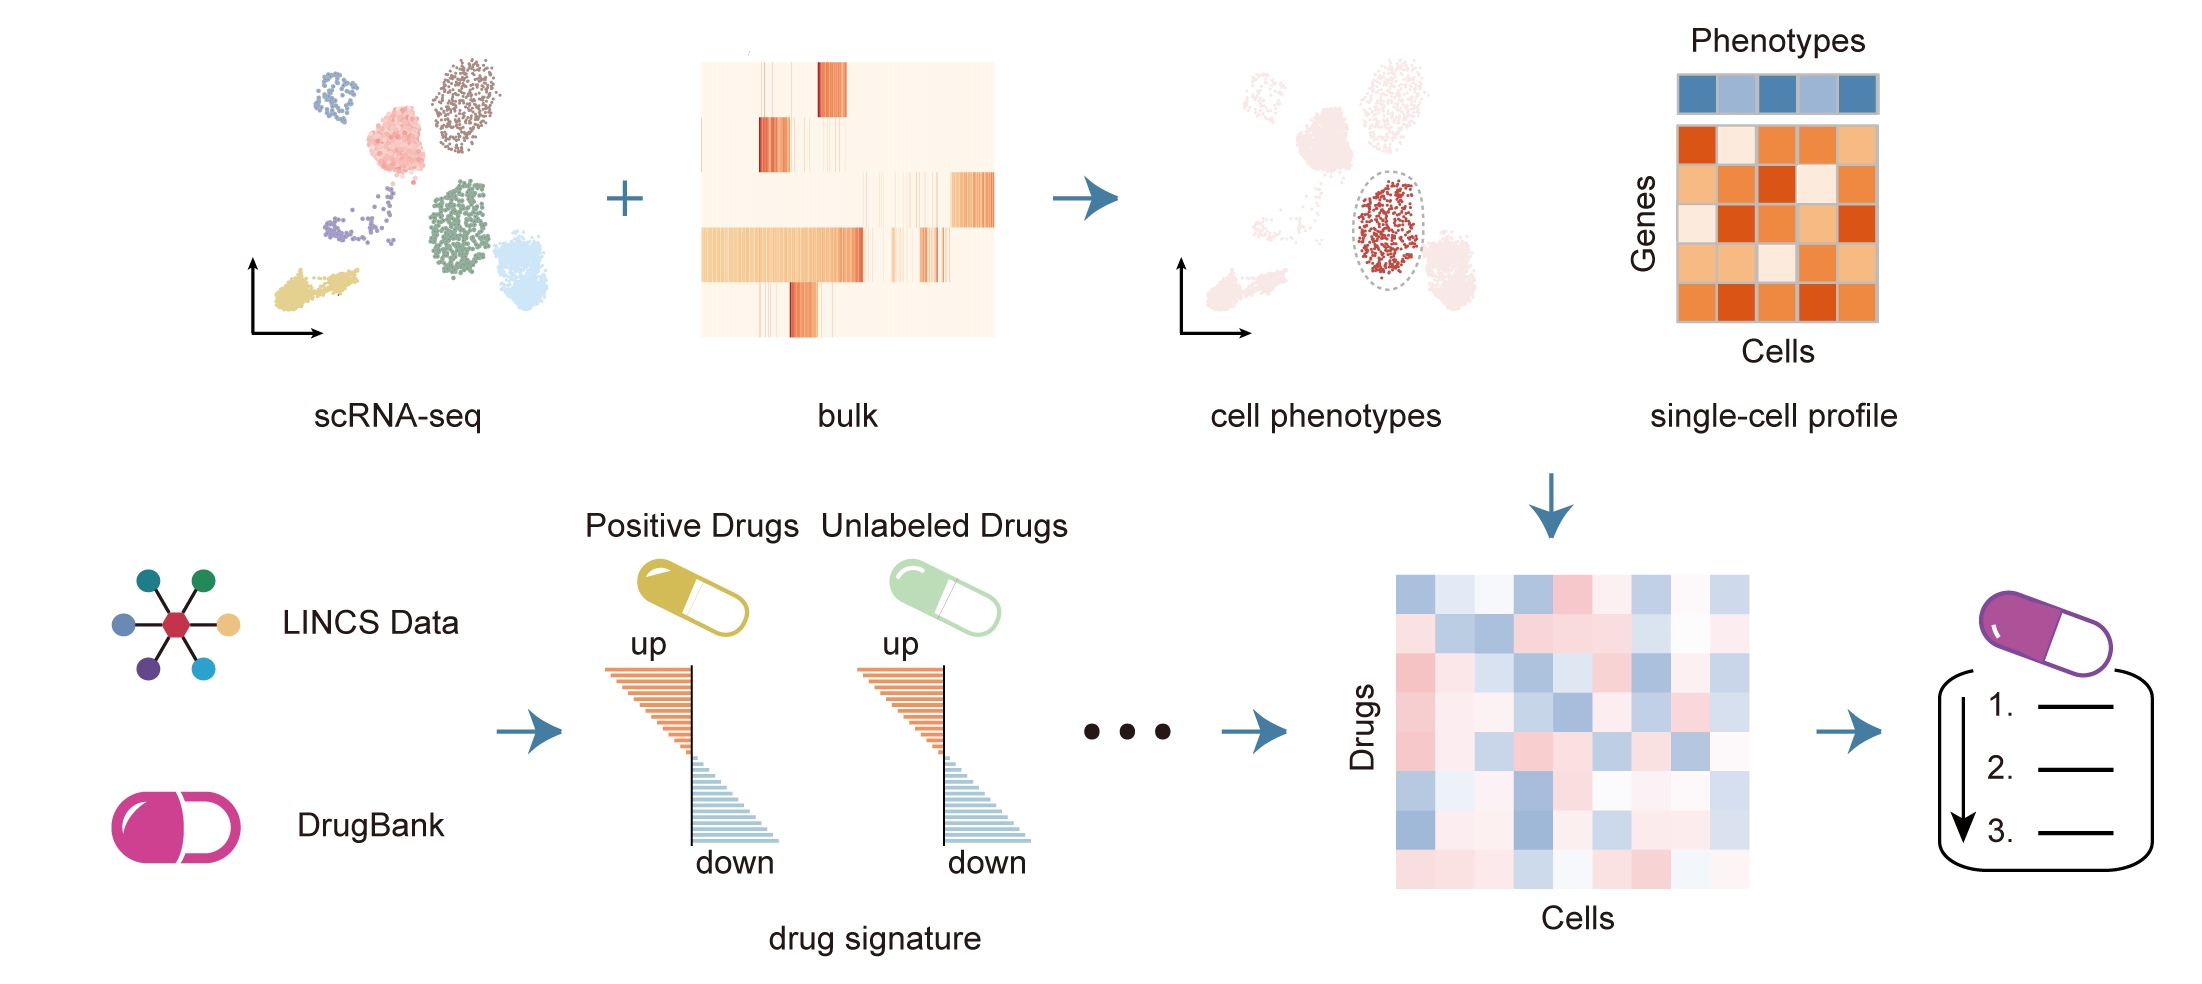 Phenotypes
Genes
Cells
scRNA-seq
bulk
cell phenotypes
single-cell profile
Positive Drugs
Unlabeled Drugs
LINCS Data
up
up
DrugBank
down
down
drug signature
Drugs
Cells
1.
2.
3.